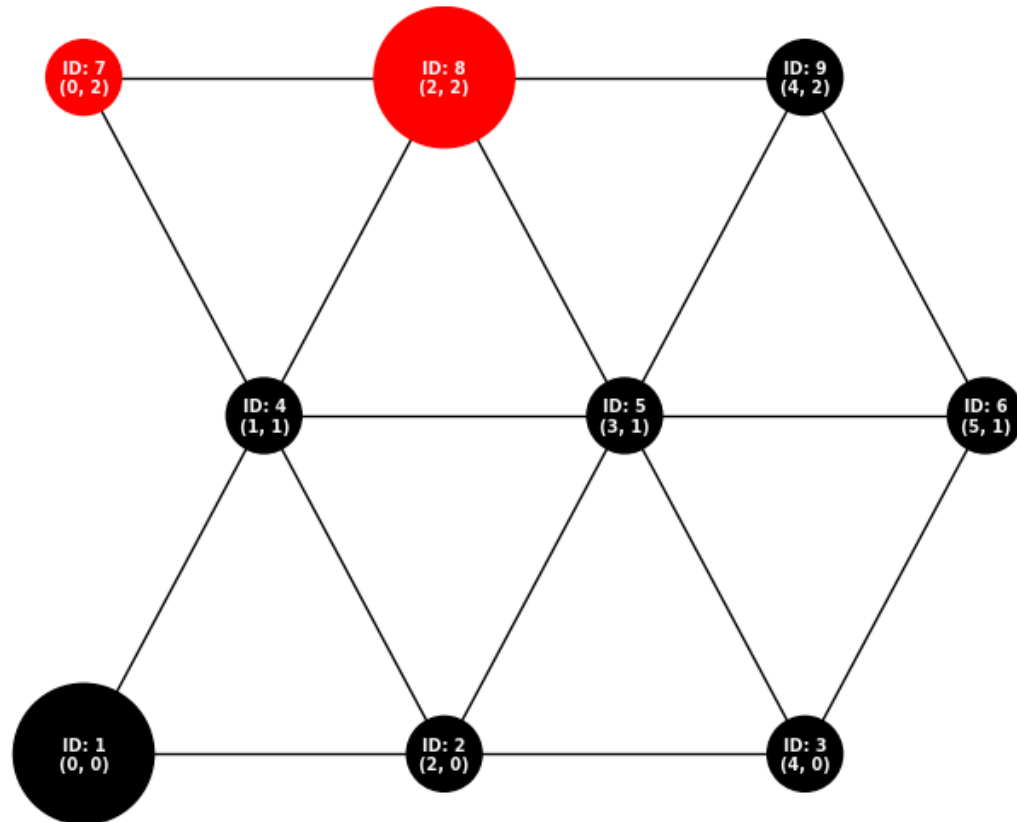 ID: 7
(0, 2)
ID: 8
(2, 2)
ID: 9
(4, 2)
ID: 4
(1, 1)
ID: 5
(3, 1)
ID: 6
(5, 1)
ID: 1
(0, 0)
ID: 2
(2, 0)
ID: 3
(4, 0)